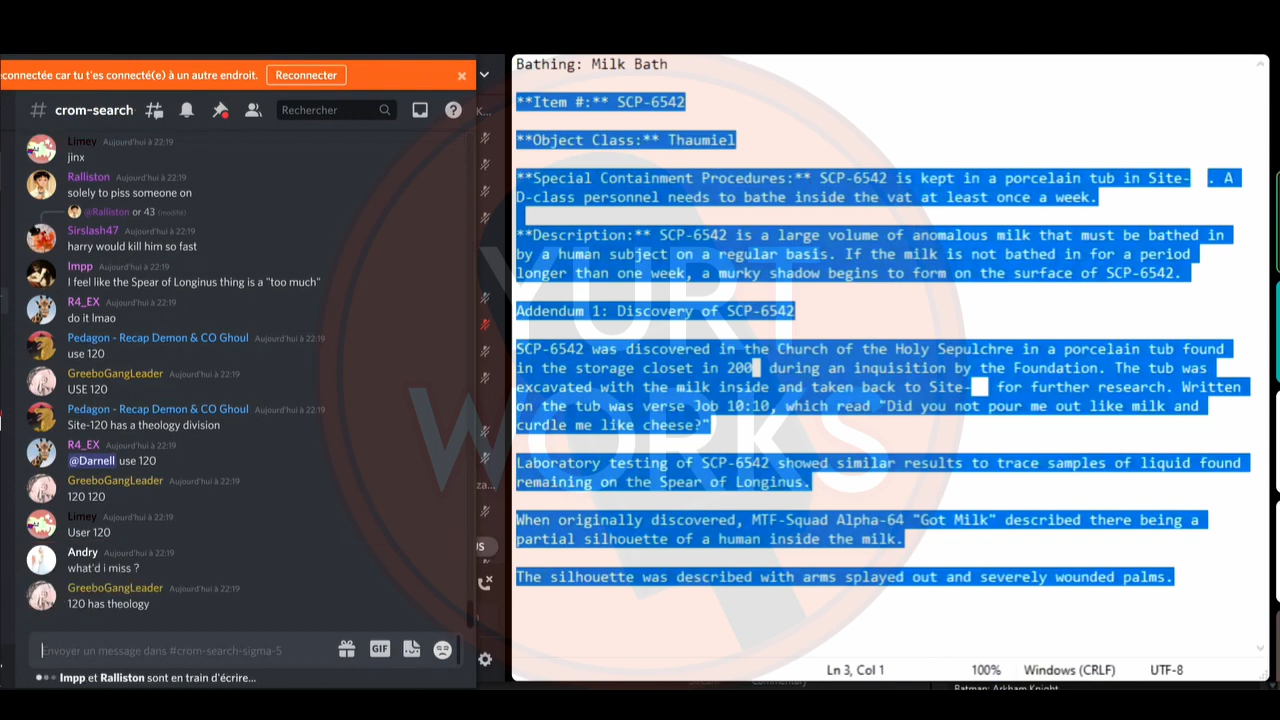 connectée car tu t'es connecté(e) à un autre endroit. Reconnecter
# crom-search Rechercher
Limey Aujourd'hui à 22:19
jinx
Ralliston Aujourd'hui à 22:19
solely to piss someone on
@Ralliston or 43 (modifié)
Sirslash47 Aujourd'hui à 22:19
harry would kill him so fast
Impp Aujourd'hui à 22:19
I feel like the Spear of Longinus thing is a "too much"
R4_EX Aujourd'hui à 22:19
do it lmao
Pedagon - Recap Demon & CO Ghoul Aujourd'hui à 22:19
use 120
GreeboGangLeader Aujourd'hui à 22:19
USE 120
Pedagon - Recap Demon & CO Ghoul Aujourd'hui à 22:19
Site-120 has a theology division
R4_EX Aujourd'hui à 22:19
@Darnell use 120
GreeboGangLeader Aujourd'hui à 22:19
120 120
Limey Aujourd'hui à 22:19
User 120
Andry Aujourd'hui à 22:19
what'd i miss ?
GreeboGangLeader Aujourd'hui à 22:19
120 has theology
Envoyer un message dans #crom-search-sigma-5
GIF
Impp et Ralliston sont en train d'écrire...
K...
za...
US
Bathing: Milk Bath
**Item #:** SCP-6542
**Object Class:** Thaumiel
**Special Containment Procedures:** SCP-6542 is kept in a porcelain tub in Site- . A
D-class personnel needs to bathe inside the vat at least once a week.
**Description:** SCP-6542 is a large volume of anomalous milk that must be bathed in
by a human subject on a regular basis. If the milk is not bathed in for a period
longer than one week, a murky shadow begins to form on the surface of SCP-6542.
Addendum 1: Discovery of SCP-6542
SCP-6542 was discovered in the Church of the Holy Sepulchre in a porcelain tub found
in the storage closet in 200 during an inquisition by the Foundation. The tub was
excavated with the milk inside and taken back to Site- for further research. Written
on the tub was verse Job 10:10, which read "Did you not pour me out like milk and
curdle me like cheese?"
Laboratory testing of SCP-6542 showed similar results to trace samples of liquid found
remaining on the Spear of Longinus.
When originally discovered, MTF-Squad Alpha-64 "Got Milk" described there being a
partial silhouette of a human inside the milk.
The silhouette was described with arms splayed out and severely wounded palms.
Ln 3, Col 1 100% Windows (CRLF) UTF-8
Commentary
Batman: Arkham Knight
YURT
WORKS